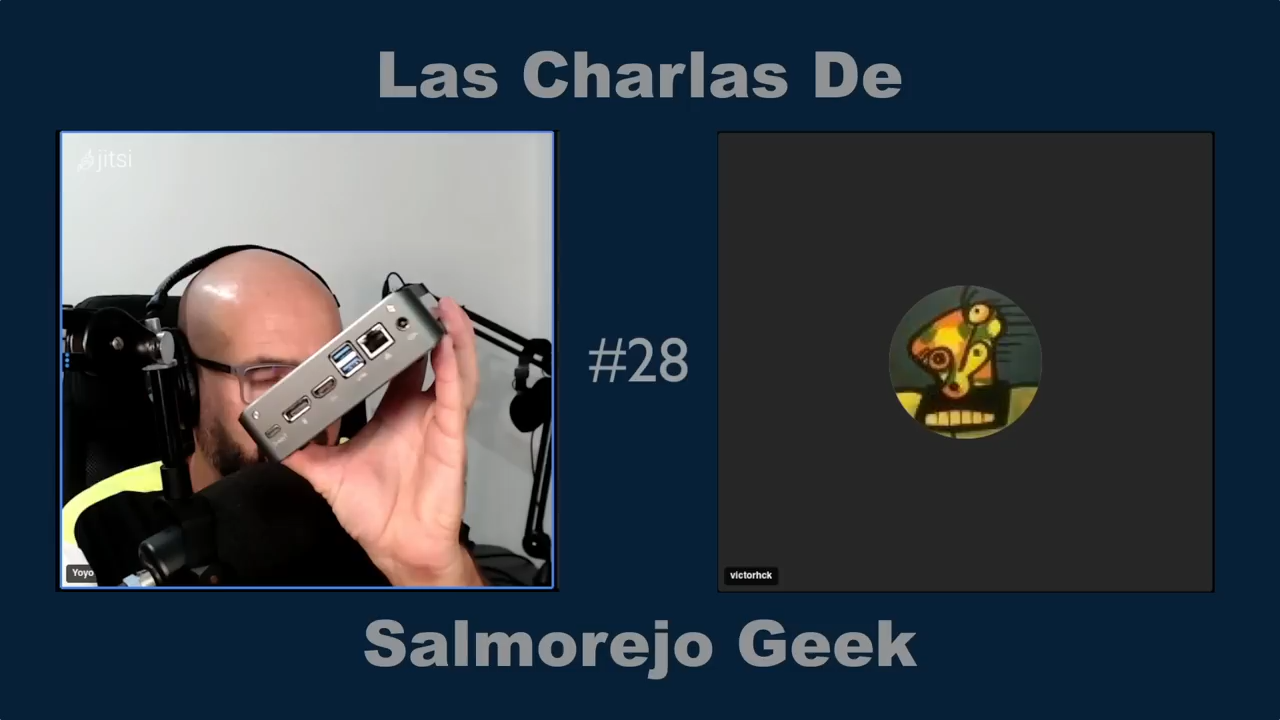 Las Charlas De
jitsi
#28
Yoyo
victorhck
Salmorejo Geek